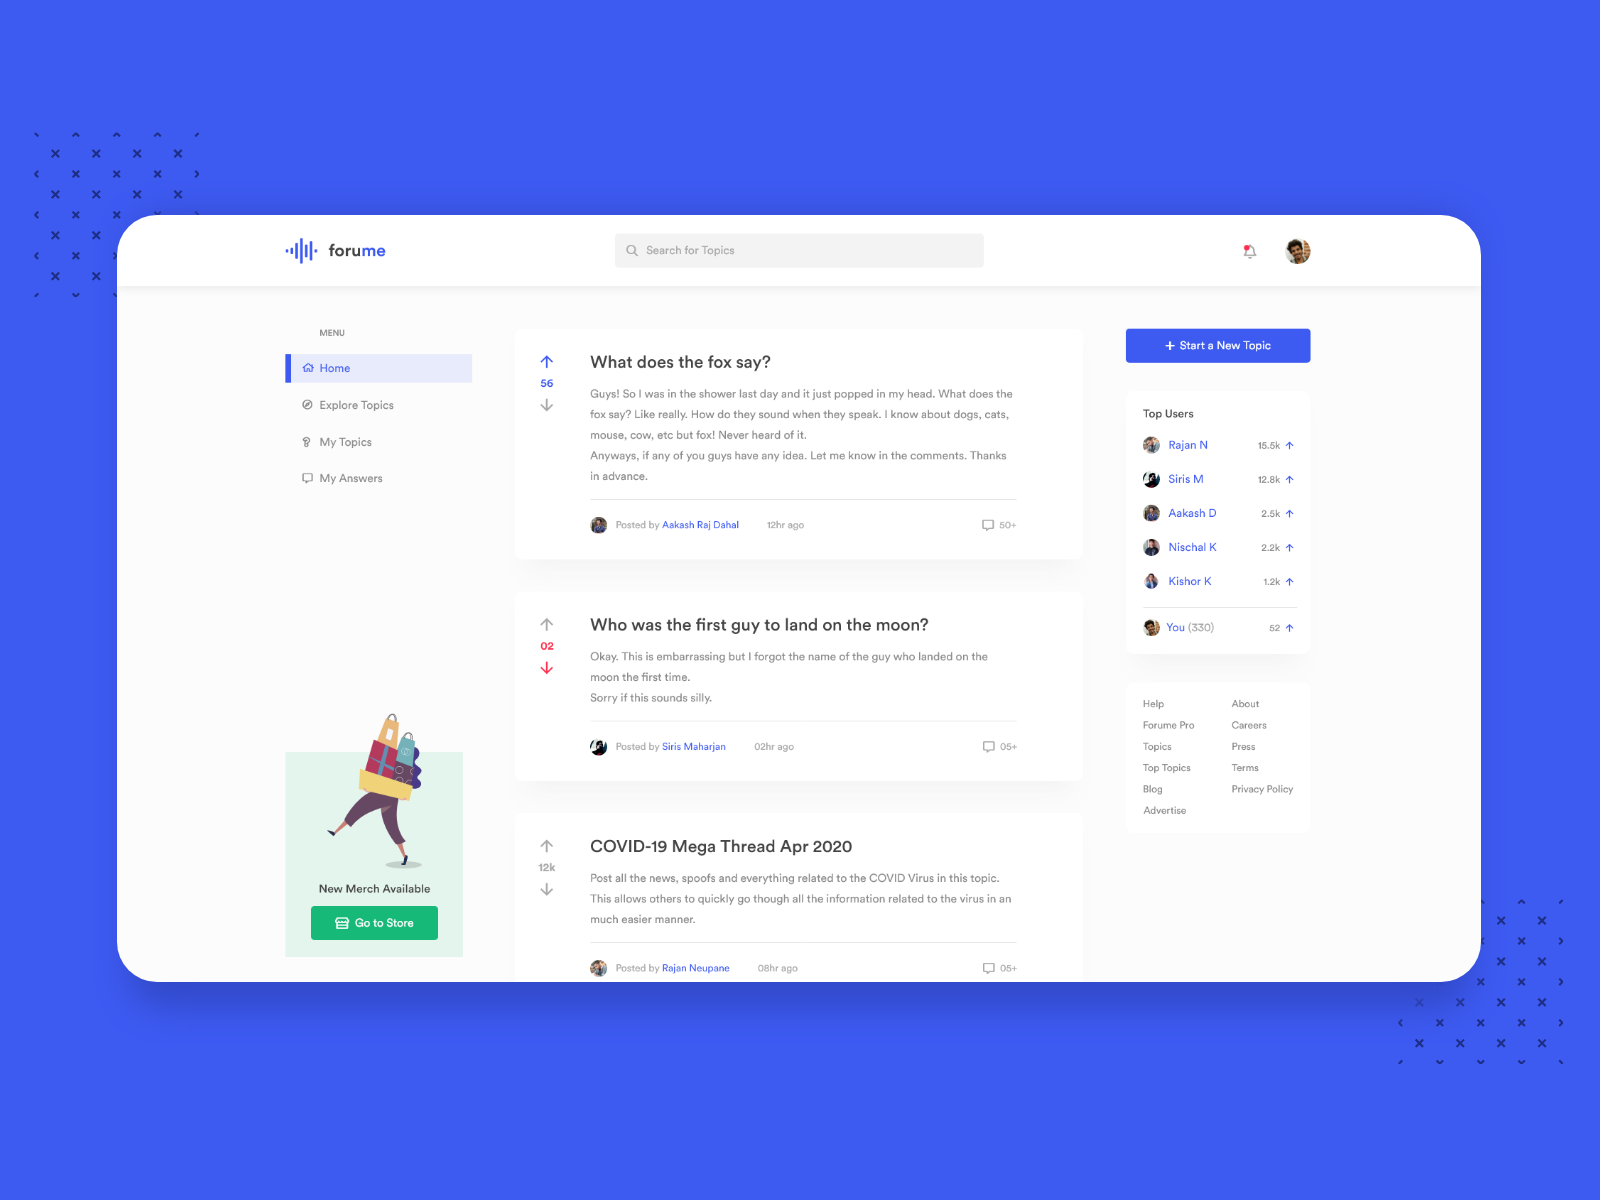 forume
Search for Topics
MENU
Home
Explore Topics
My Topics
My Answers
New Merch Available
Go to Store
56
What does the fox say?
Guys! So I was in the shower last day and it just popped in my head. What does the
fox say? Like really. How do they sound when they speak. I know about dogs, cats,
mouse, cow, etc but fox! Never heard of it.
Anyways, if any of you guys have any idea. Let me know in the comments. Thanks
in advance.
Posted by Aakash Raj Dahal 12hr ago 50+
02
Who was the first guy to land on the moon?
Okay. This is embarrassing but I forgot the name of the guy who landed on the
moon the first time.
Sorry if this sounds silly.
Posted by Siris Maharjan 02hr ago 05+
12k
COVID-19 Mega Thread Apr 2020
Post all the news, spoofs and everything related to the COVID Virus in this topic.
This allows others to quickly go though all the information related to the virus in an
much easier manner.
Posted by Rajan Neupane 08hr ago 05+
+ Start a New Topic
Top Users
Rajan N 15.5k
Siris M 12.8k
Aakash D 2.5k
Nischal K 2.2k
Kishor K 1.2k
You (330) 52
Help About
Forume Pro Careers
Topics Press
Top Topics Terms
Blog Privacy Policy
Advertise